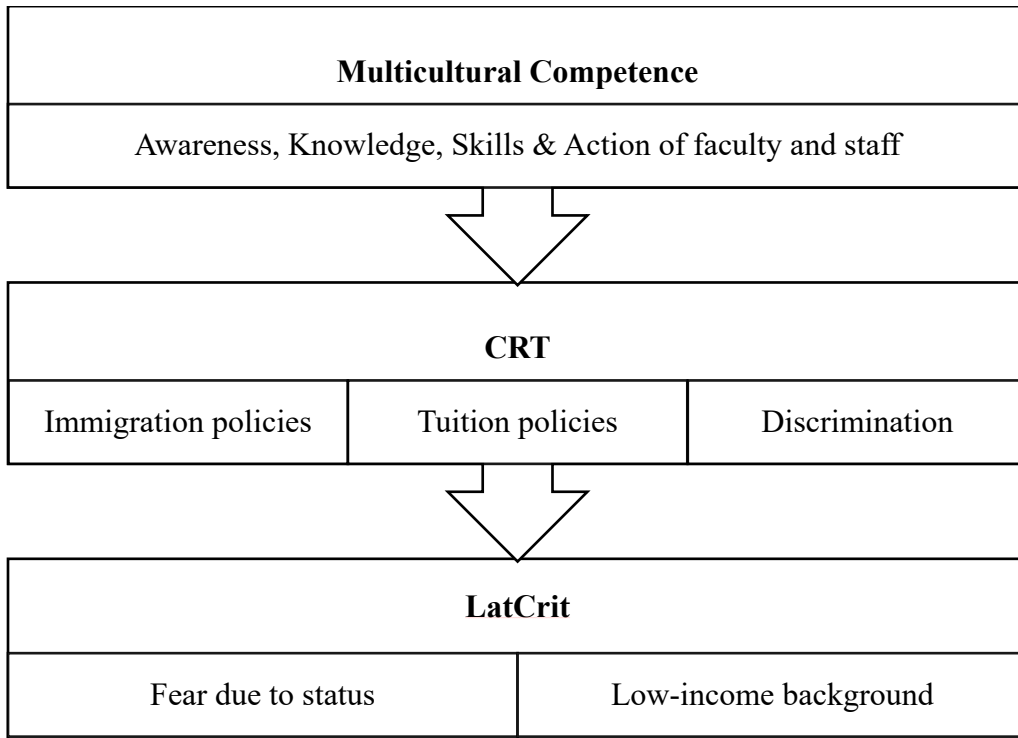 Multicultural Competence
Awareness, Knowledge, Skills & Action of faculty and staff
CRT
Immigration policies
Tuition policies
Discrimination
LatCrit
Fear due to status
Low-income background